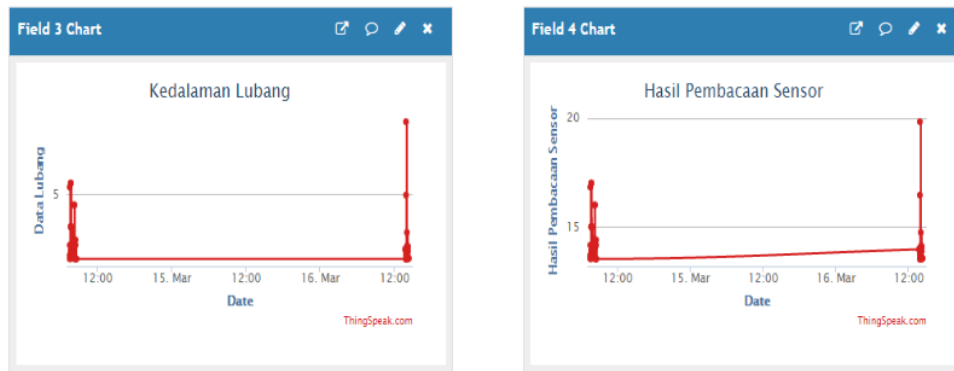 Field 3 Chart
Kedalaman Lubang
Data Lubang
5
12:00
15. Mar
12:00
16. Mar
12:00
Date
ThingSpeak.com
Field 4 Chart
Hasil Pembacaan Sensor
Hasil Pembacaan Sensor
20
15
12:00
15. Mar
12:00
16. Mar
12:00
Date
ThingSpeak.com